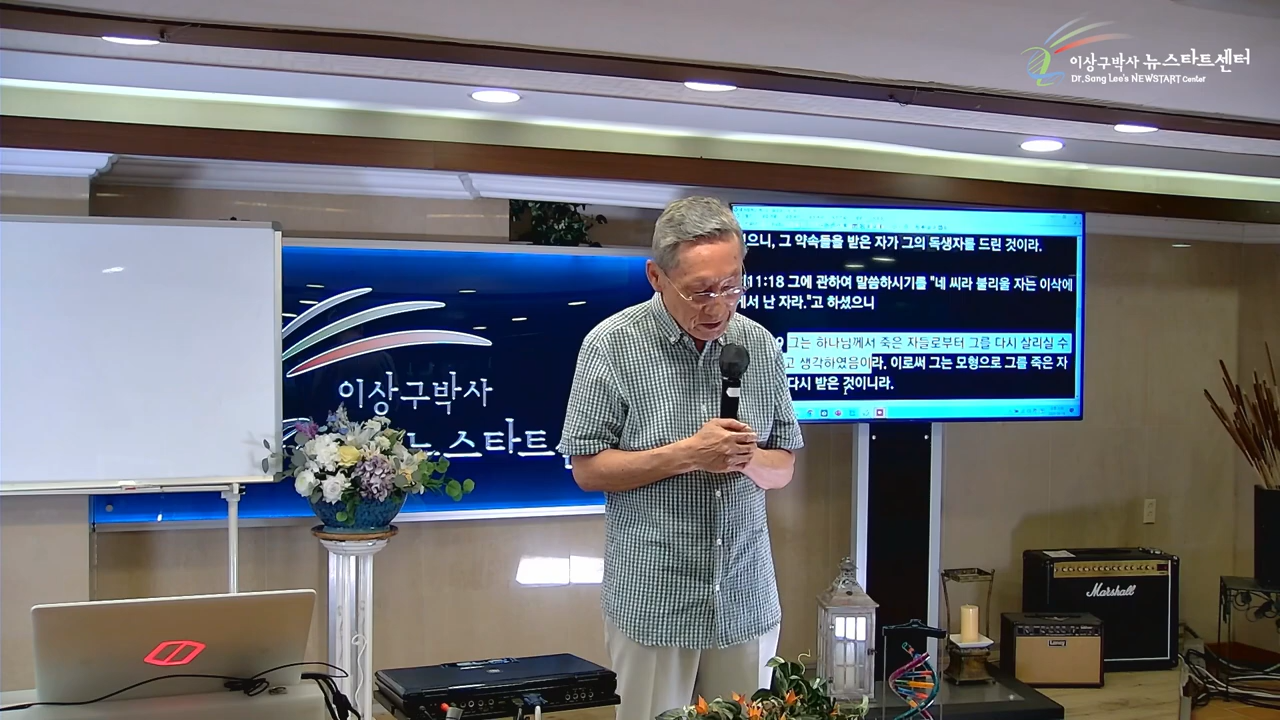 이상구박사 뉴스타트센터
Dr. Sang Lee's NEWSTART Center
으니, 그 약속들을 받은 자가 그의 독생자를 드린 것이라.
11:18 그에 관하여 말씀하시기를 "네 씨라 불리울 자는 이삭에
서 난 자라."고 하셨으니
9 그는 하나님께서 죽은 자들로부터 그를 다시 살리실 수
고 생각하였음이라. 이로써 그는 모형으로 그를 죽은 자
다시 받은 것이니라.
이상구박사
뉴스타트
Marshall
Laney